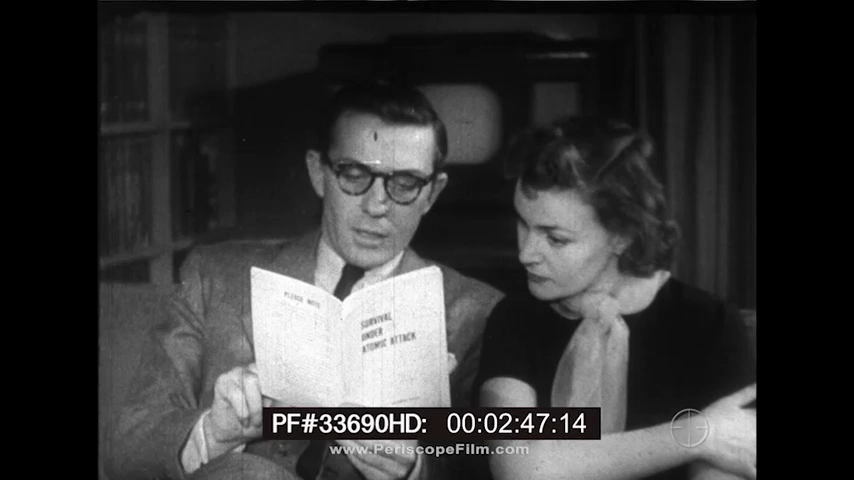 PLEASE NOTE
SURVIVAL
UNDER
ATOMIC ATTACK
PF#33690HD: 00:02:47:14
www.PeriscopeFilm.com